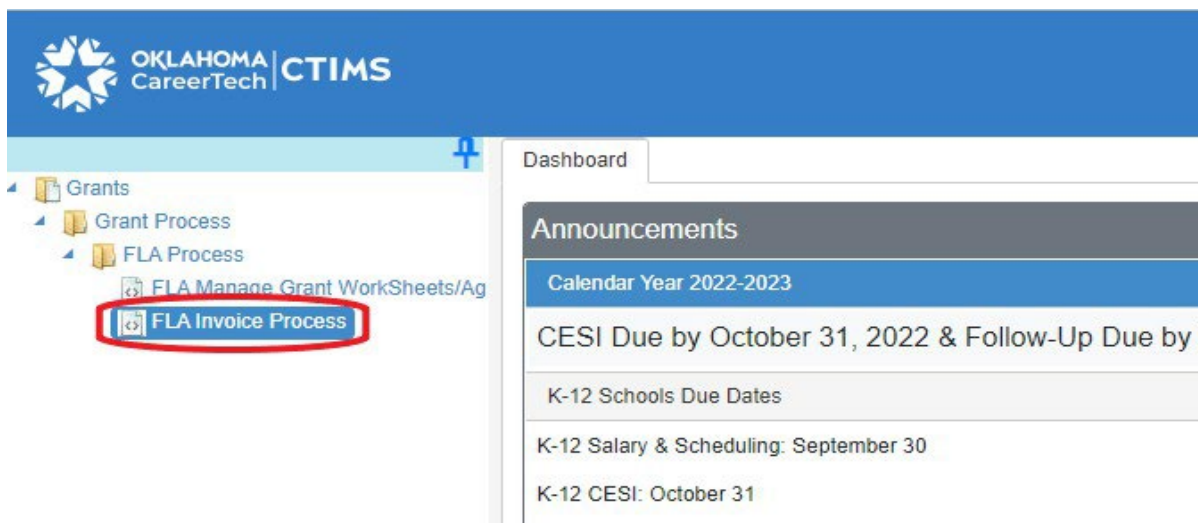 OKLAHOMA
CareerTech
CTIMS
Grants
Grant Process
FLA Process
FLA Manage Grant WorkSheets/Ag
FLA Invoice Process
Dashboard
Announcements
Calendar Year 2022-2023
CESI Due by October 31, 2022 & Follow-Up Due by
K-12 Schools Due Dates
K-12 Salary & Scheduling: September 30
K-12 CESI: October 31